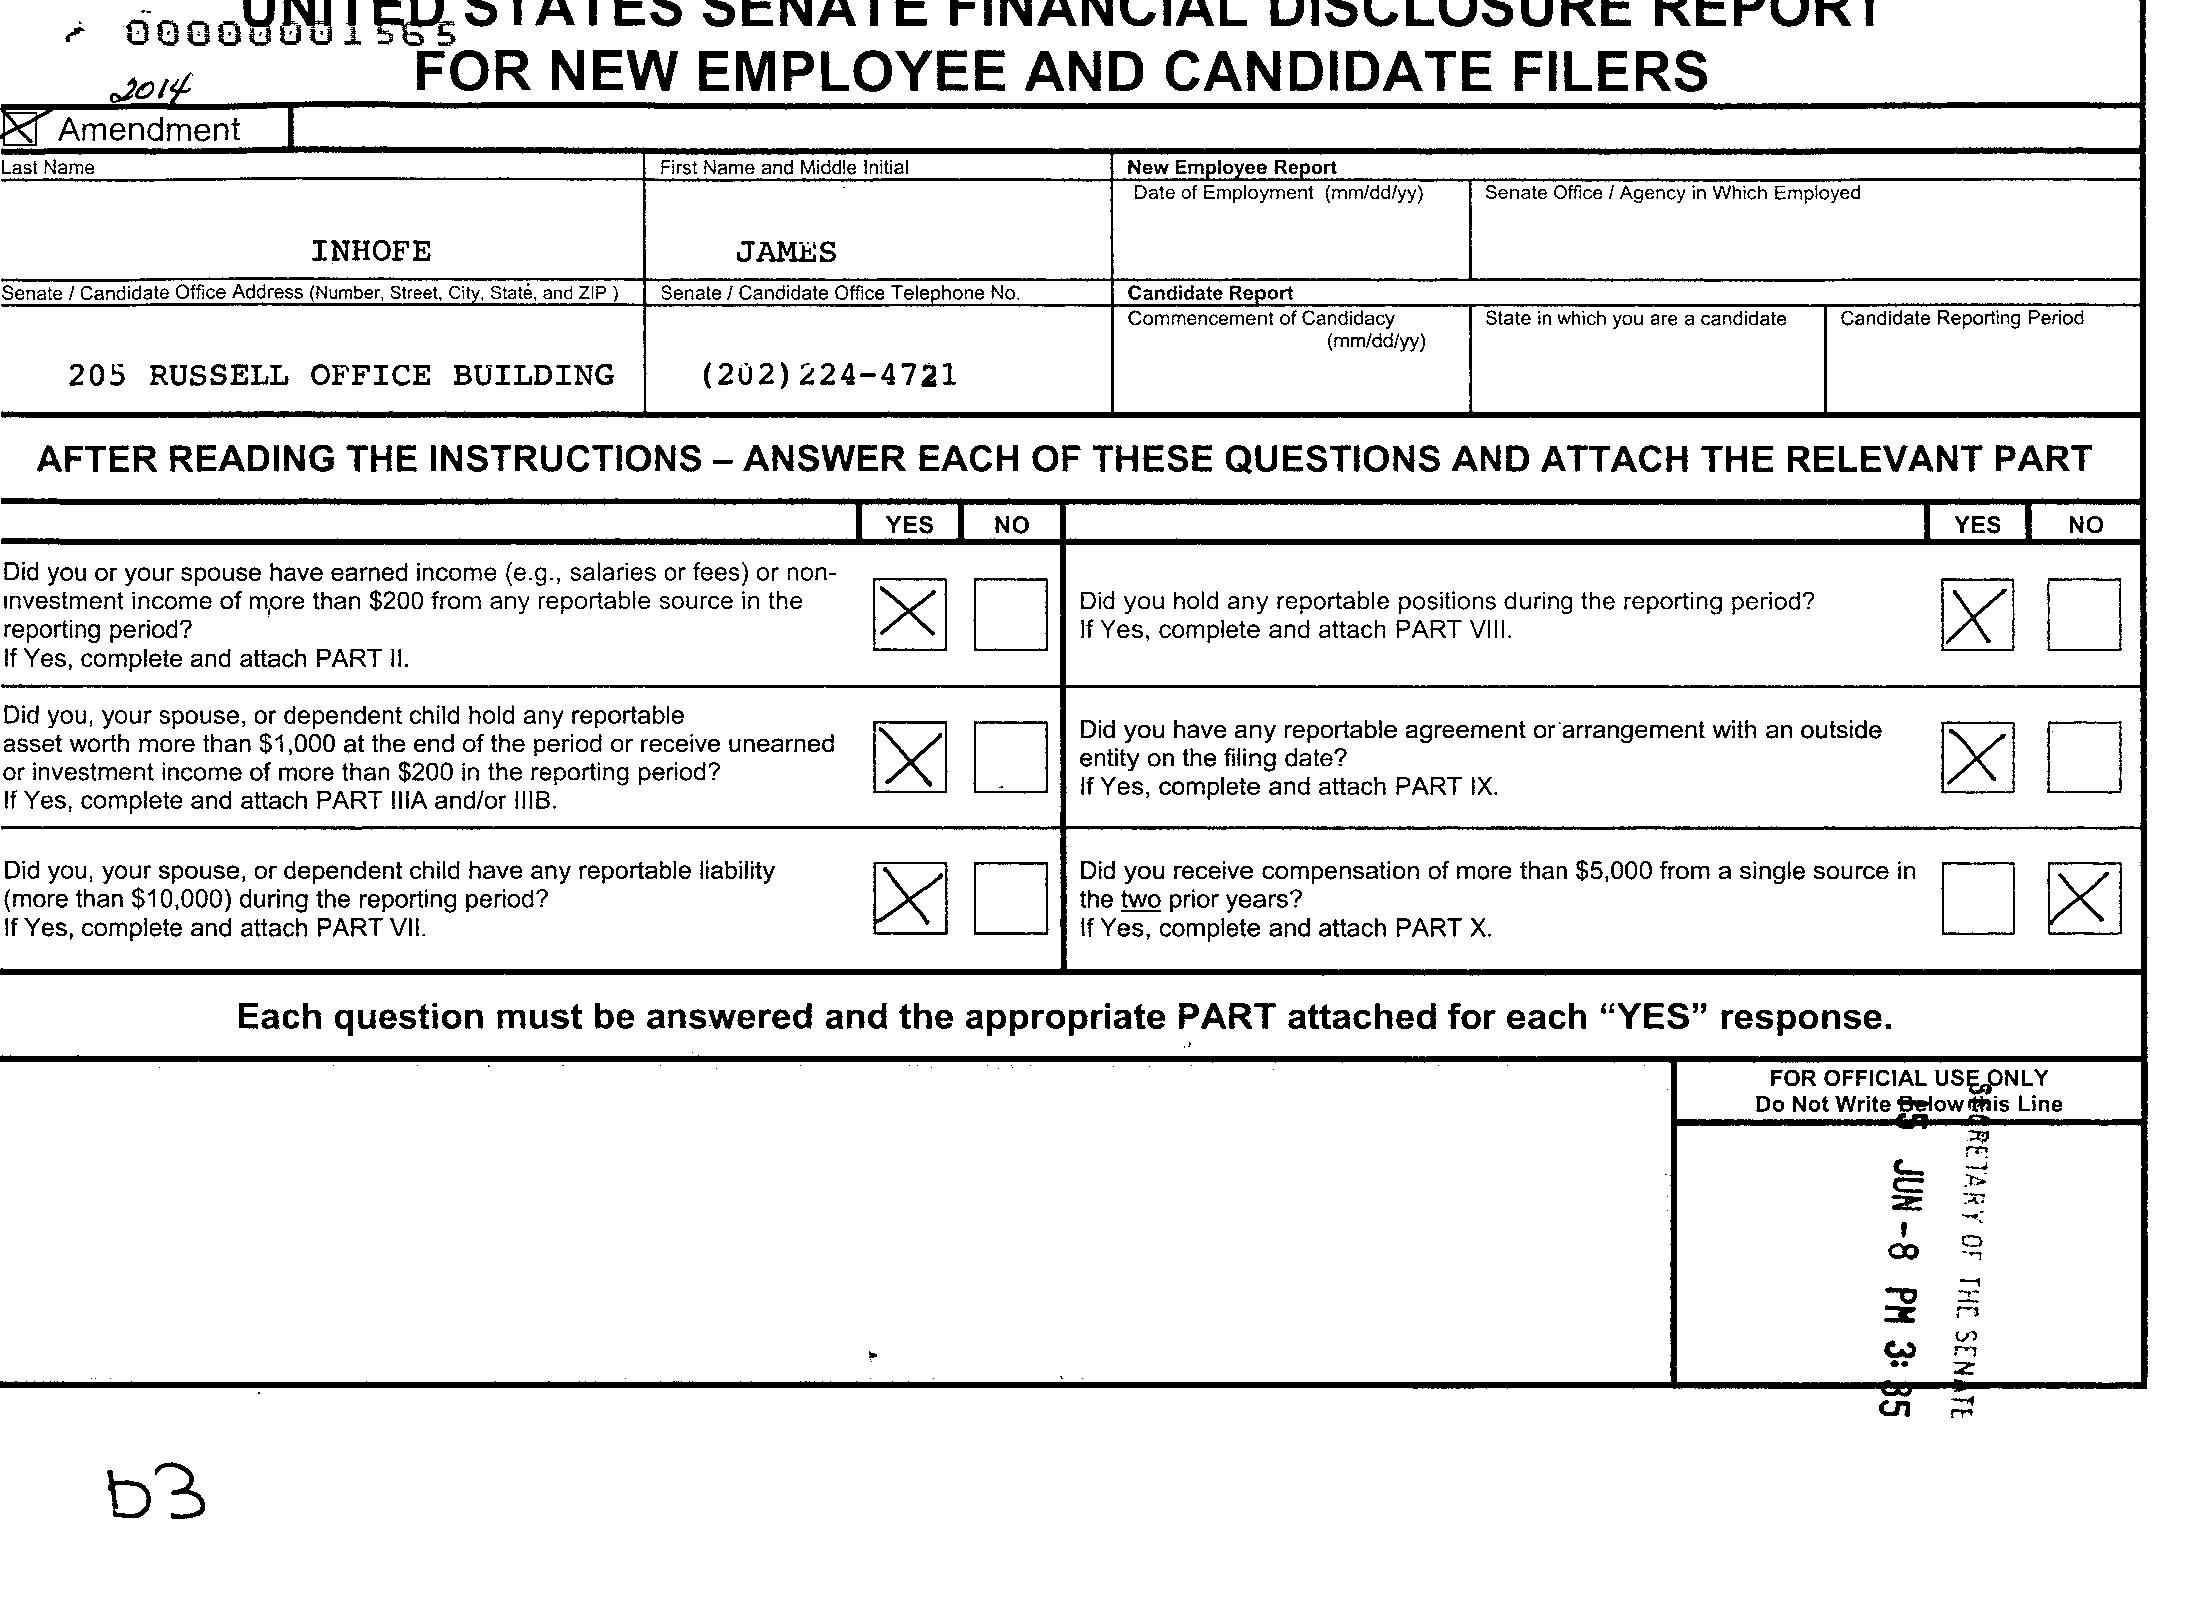 UNITED STATES SENATE FINANCIAL DISCLOSURE REPORT
00000001565
FOR NEW EMPLOYEE AND CANDIDATE FILERS
2014
Amendment
Last Name
First Name and Middle Initial
New Employee Report
Date of Employment (mm/dd/yy)
Senate Office / Agency in Which Employed
INHOFE
JAMES
Senate / Candidate Office Address (Number, Street, City, State, and ZIP )
Senate / Candidate Office Telephone No.
Candidate Report
Commencement of Candidacy
(mm/dd/yy)
State in which you are a candidate
Candidate Reporting Period
205 RUSSELL OFFICE BUILDING
(202)224-4721
AFTER READING THE INSTRUCTIONS – ANSWER EACH OF THESE QUESTIONS AND ATTACH THE RELEVANT PART
YES NO
YES NO
Did you or your spouse have earned income (e.g., salaries or fees) or non-
investment income of more than $200 from any reportable source in the
reporting period?
If Yes, complete and attach PART II.
Did you hold any reportable positions during the reporting period?
If Yes, complete and attach PART VIII.
Did you, your spouse, or dependent child hold any reportable
asset worth more than $1,000 at the end of the period or receive unearned
or investment income of more than $200 in the reporting period?
If Yes, complete and attach PART IIIA and/or IIIB.
Did you have any reportable agreement or arrangement with an outside
entity on the filing date?
If Yes, complete and attach PART IX.
Did you, your spouse, or dependent child have any reportable liability
(more than $10,000) during the reporting period?
If Yes, complete and attach PART VII.
Did you receive compensation of more than $5,000 from a single source in
the two prior years?
If Yes, complete and attach PART X.
Each question must be answered and the appropriate PART attached for each “YES” response.
FOR OFFICIAL USE ONLY
Do Not Write Below this Line
SECRETARY OF THE SENATE
JUN -8 PM 3:35
b3